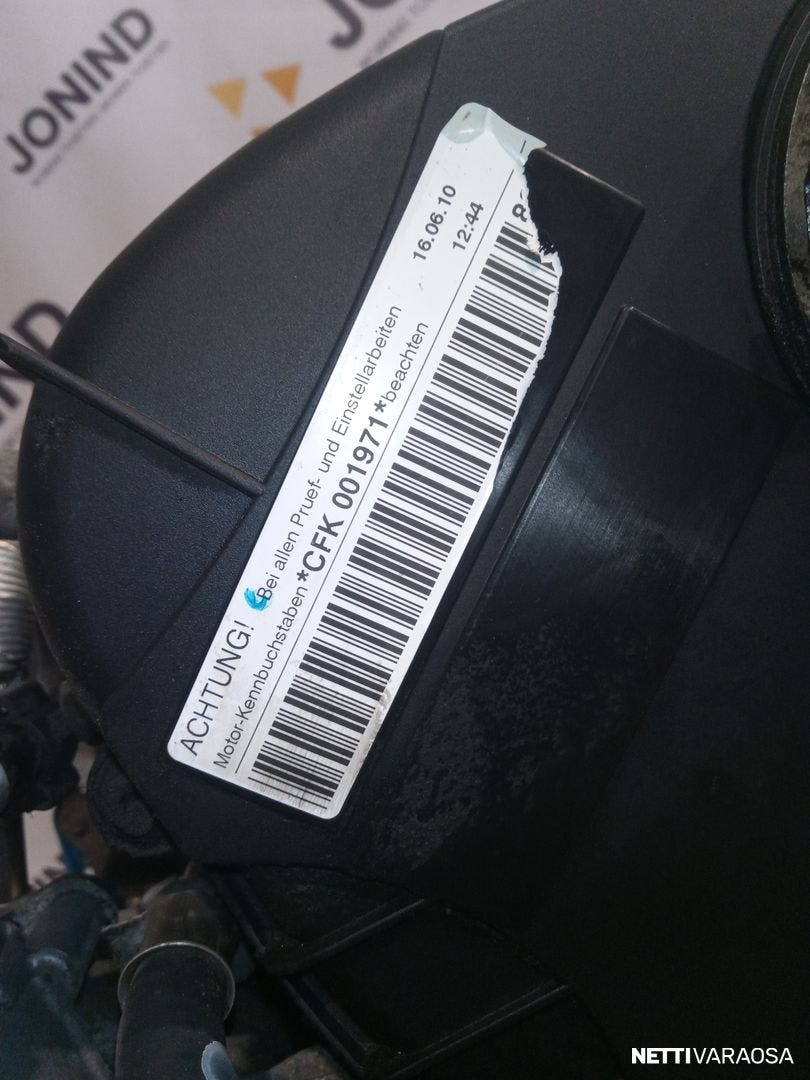 JONIND
JONIND
JONIND
ACHTUNG! Bei allen Pruef- und Einstellarbeiten
Motor-Kennbuchstaben *CFK 001971* beachten
16.06.10
12:44
NETTIVARAOSA